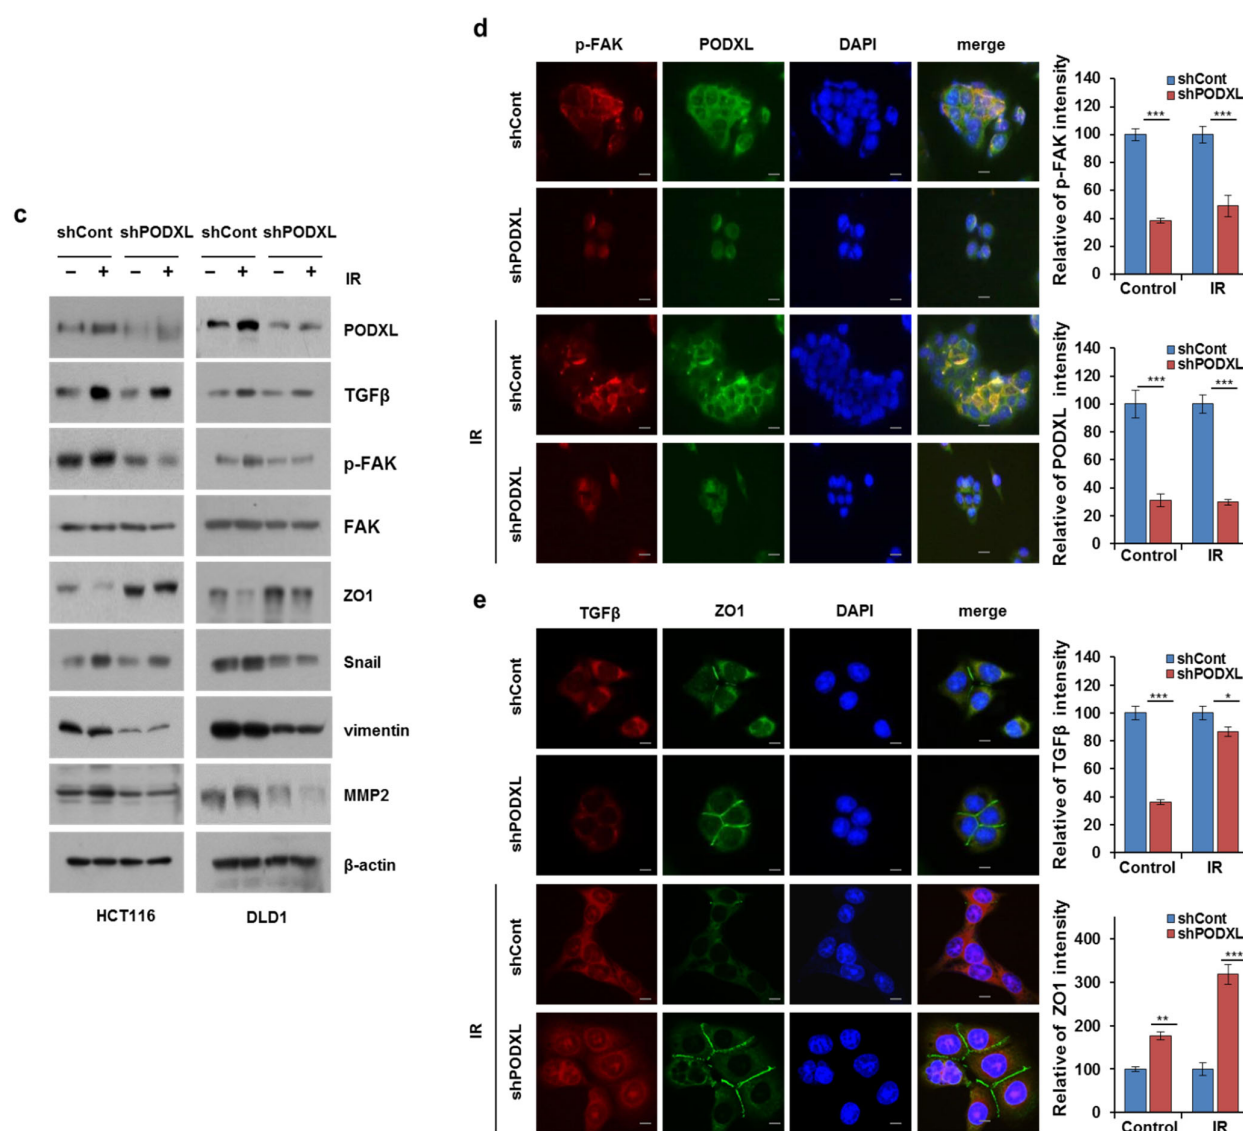 c
shCont shPODXL shCont shPODXL
– + – + – + – + IR
PODXL
TGFβ
p-FAK
FAK
ZO1
Snail
vimentin
MMP2
β-actin
HCT116 DLD1
d
p-FAK PODXL DAPI merge
shCont
shPODXL
IR
shCont
shPODXL
Relative of p-FAK intensity
140
120
100
80
60
40
20
0
shCont
shPODXL
*** ***
Control IR
Relative of PODXL intensity
140
120
100
80
60
40
20
0
shCont
shPODXL
*** ***
Control IR
e
TGFβ ZO1 DAPI merge
shCont
shPODXL
IR
shCont
shPODXL
Relative of TGFβ intensity
140
120
100
80
60
40
20
0
shCont
shPODXL
*** *
Control IR
Relative of ZO1 intensity
400
300
200
100
0
shCont
shPODXL
** ***
Control IR